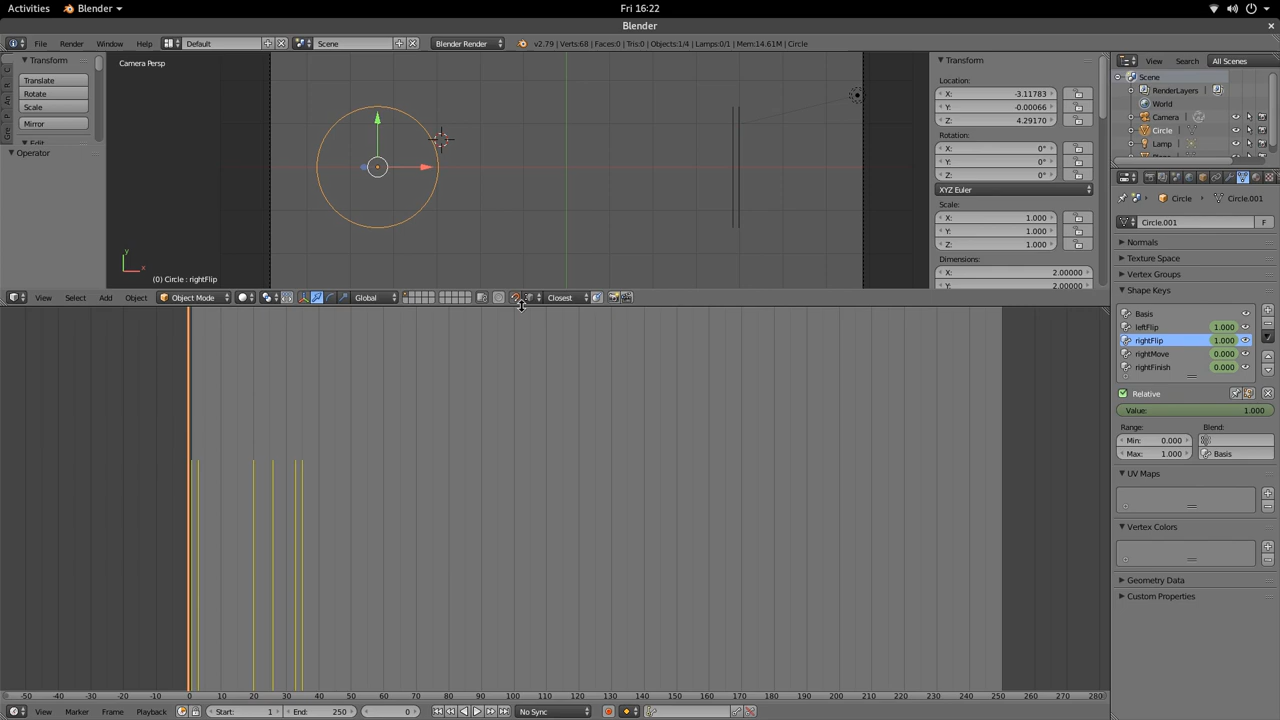 Activities Blender Fri 16:22
Blender
File Render Window Help Default Scene Blender Render v2.79 | Verts:68 | Faces:0 | Tris:0 | Objects:1/4 | Lamps:0/1 | Mem:14.61M | Circle
Transform
Translate
Rotate
Scale
Mirror
Edit
Operator
Camera Persp
y
x
(0) Circle : rightFlip
Transform
Location:
X: -3.11783
Y: -0.00066
Z: 4.29170
Rotation:
X: 0°
Y: 0°
Z: 0°
XYZ Euler
Scale:
X: 1.000
Y: 1.000
Z: 1.000
Dimensions:
X: 2.00000
Y: 2.00000
View Search All Scenes
Scene
RenderLayers
World
Camera
Circle
Lamp
Circle Circle.001
Circle.001 F
Normals
Texture Space
Vertex Groups
Shape Keys
Basis
leftFlip 1.000
rightFlip 1.000
rightMove 0.000
rightFinish 0.000
Relative
Value: 1.000
Range: Blend:
Min: 0.000
Max: 1.000 Basis
UV Maps
Vertex Colors
Geometry Data
Custom Properties
View Select Add Object Object Mode Global Closest
-50 -40 -30 -20 -10 0 10 20 30 40 50 60 70 80 90 100 110 120 130 140 150 160 170 180 190 200 210 220 230 240 250 260 270 280
View Marker Frame Playback Start: 1 End: 250 0 No Sync